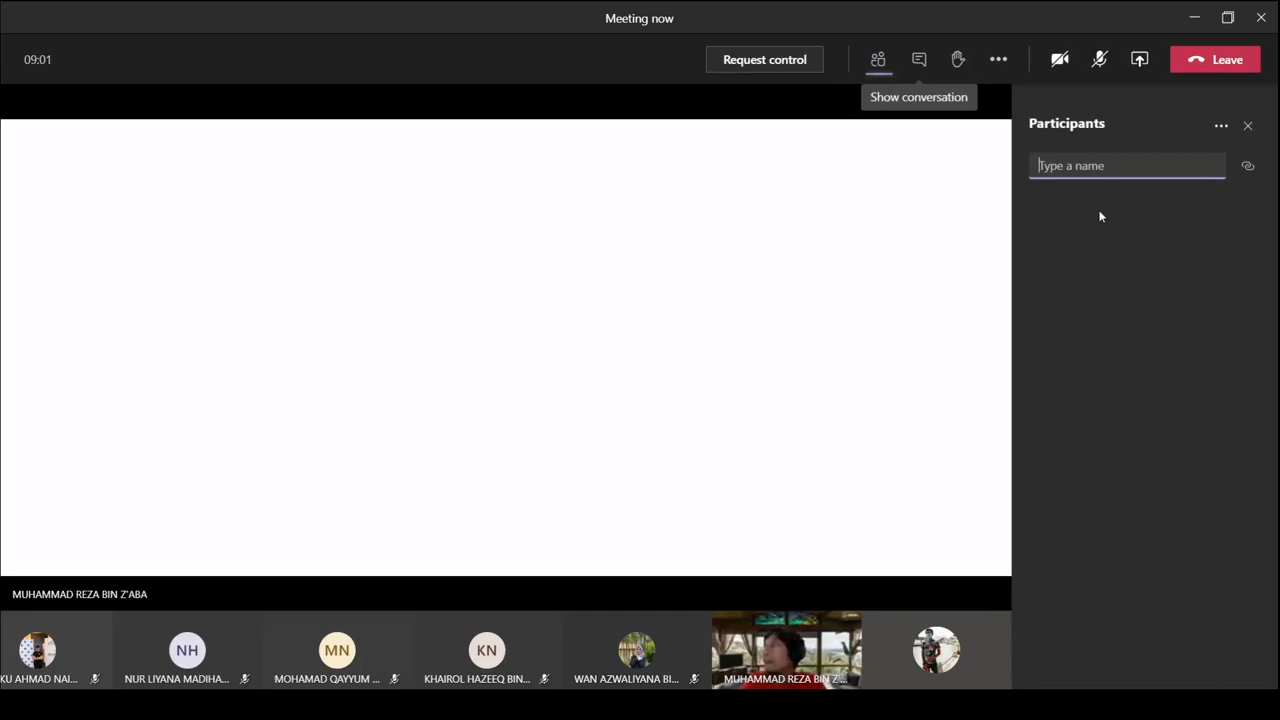 Meeting now
09:01
Request control
Leave
Show conversation
Participants
Type a name
MUHAMMAD REZA BIN Z'ABA
NH
MN
KN
KU AHMAD NAI...
NUR LIYANA MADIHA...
MOHAMAD QAYYUM ...
KHAIROL HAZEEQ BIN...
WAN AZWALIYANA BI...
MUHAMMAD REZA BIN Z'...